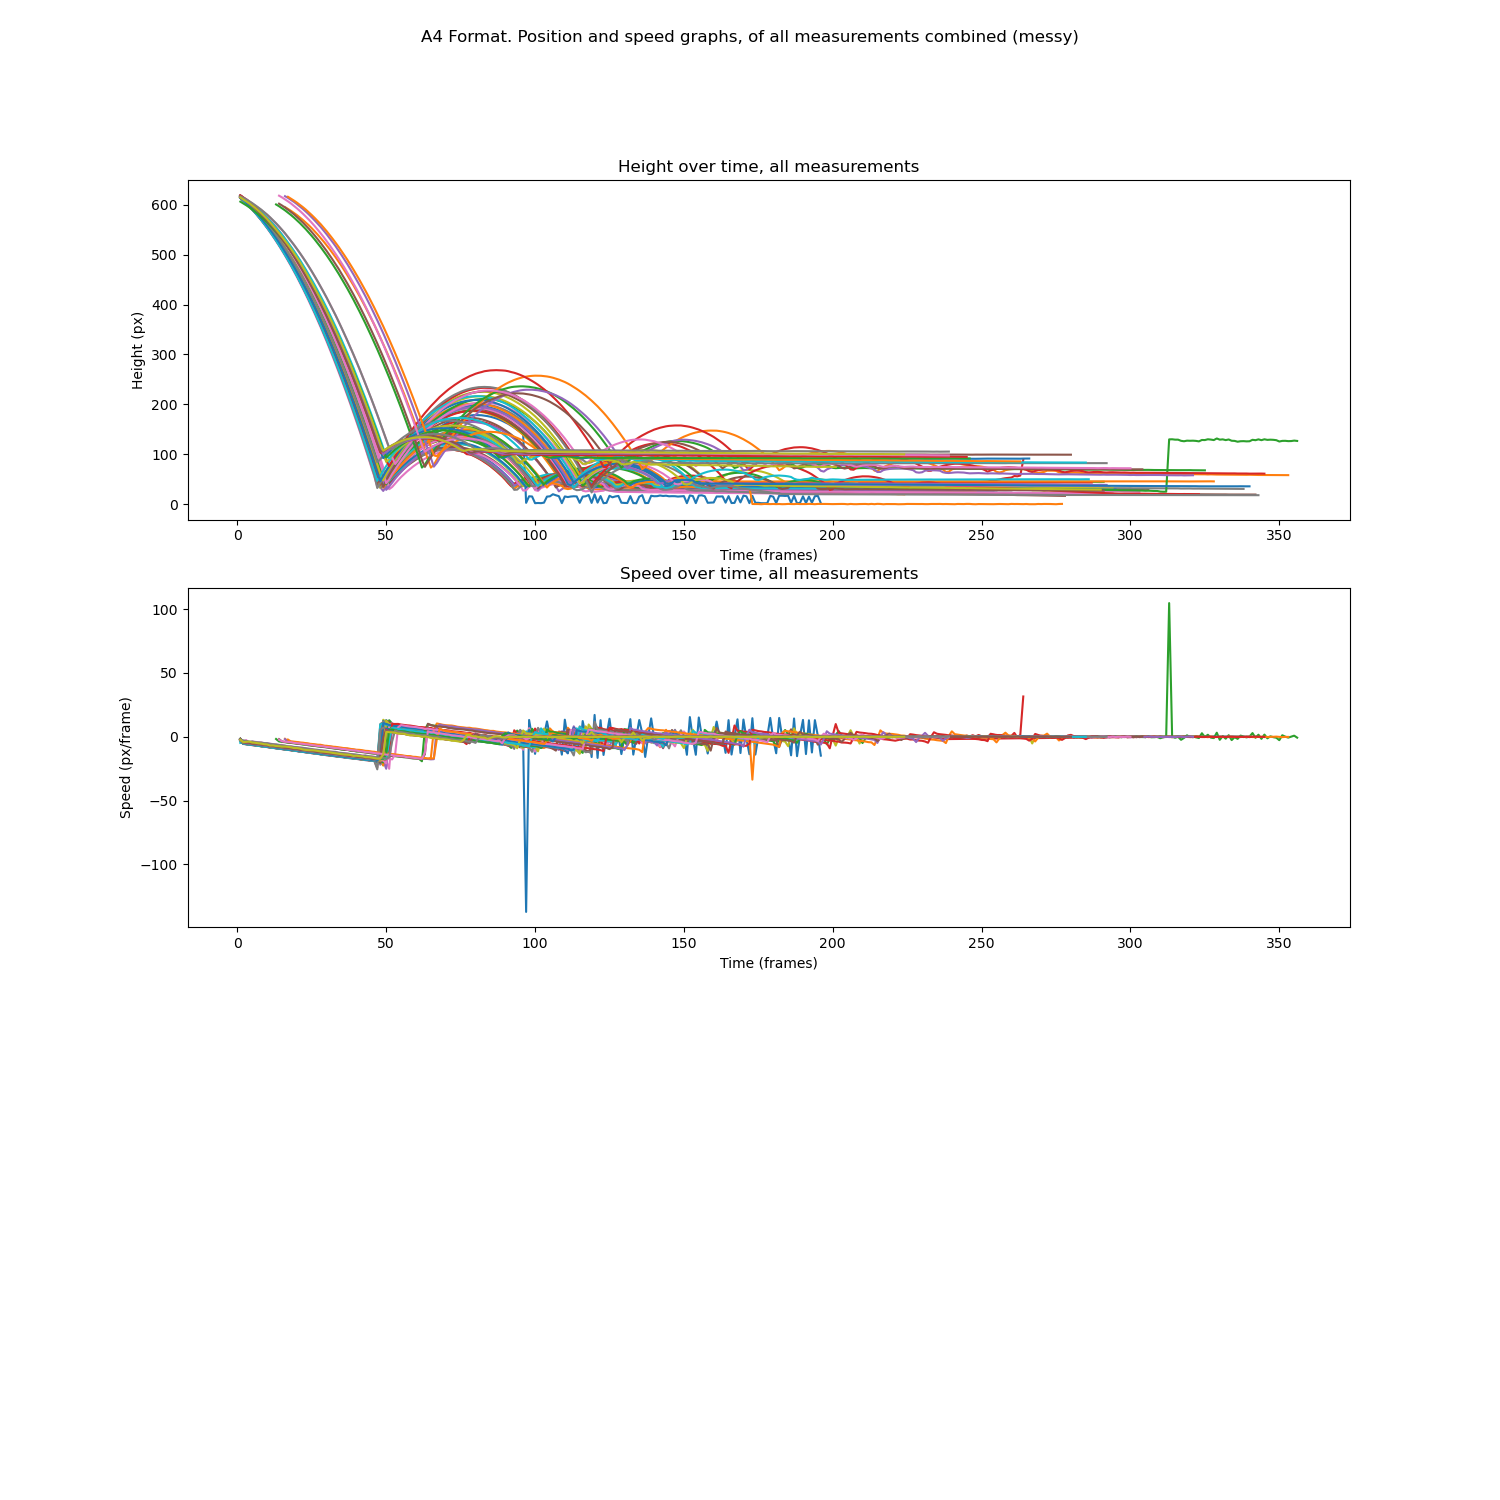 A4 Format. Position and speed graphs, of all measurements combined (messy)
Height over time, all measurements
600
500
400
300
200
100
0
Height (px)
0 50 100 150 200 250 300 350
Time (frames)
Speed over time, all measurements
100
50
0
−50
−100
Speed (px/frame)
0 50 100 150 200 250 300 350
Time (frames)